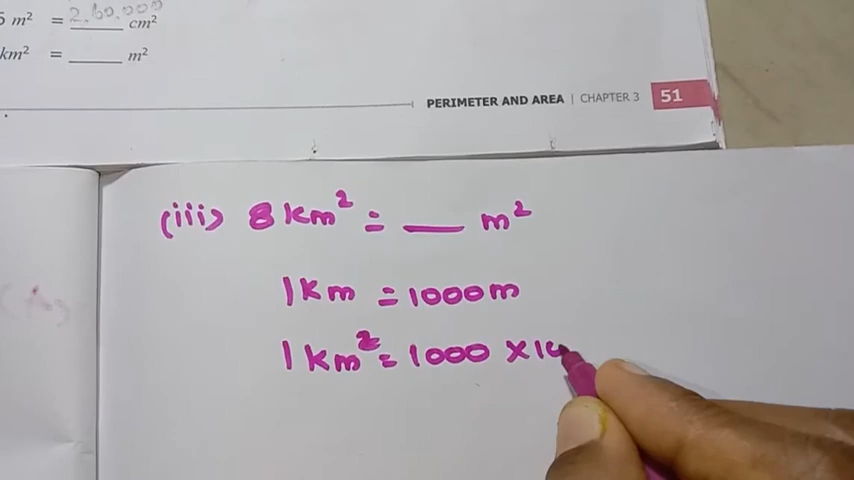 5 m² = 2,60,000 cm²
km² = ______ m²
PERIMETER AND AREA | CHAPTER 3 51
(iii) 8 km² = ___ m²
1 km = 1000 m
1 km² = 1000 × 10